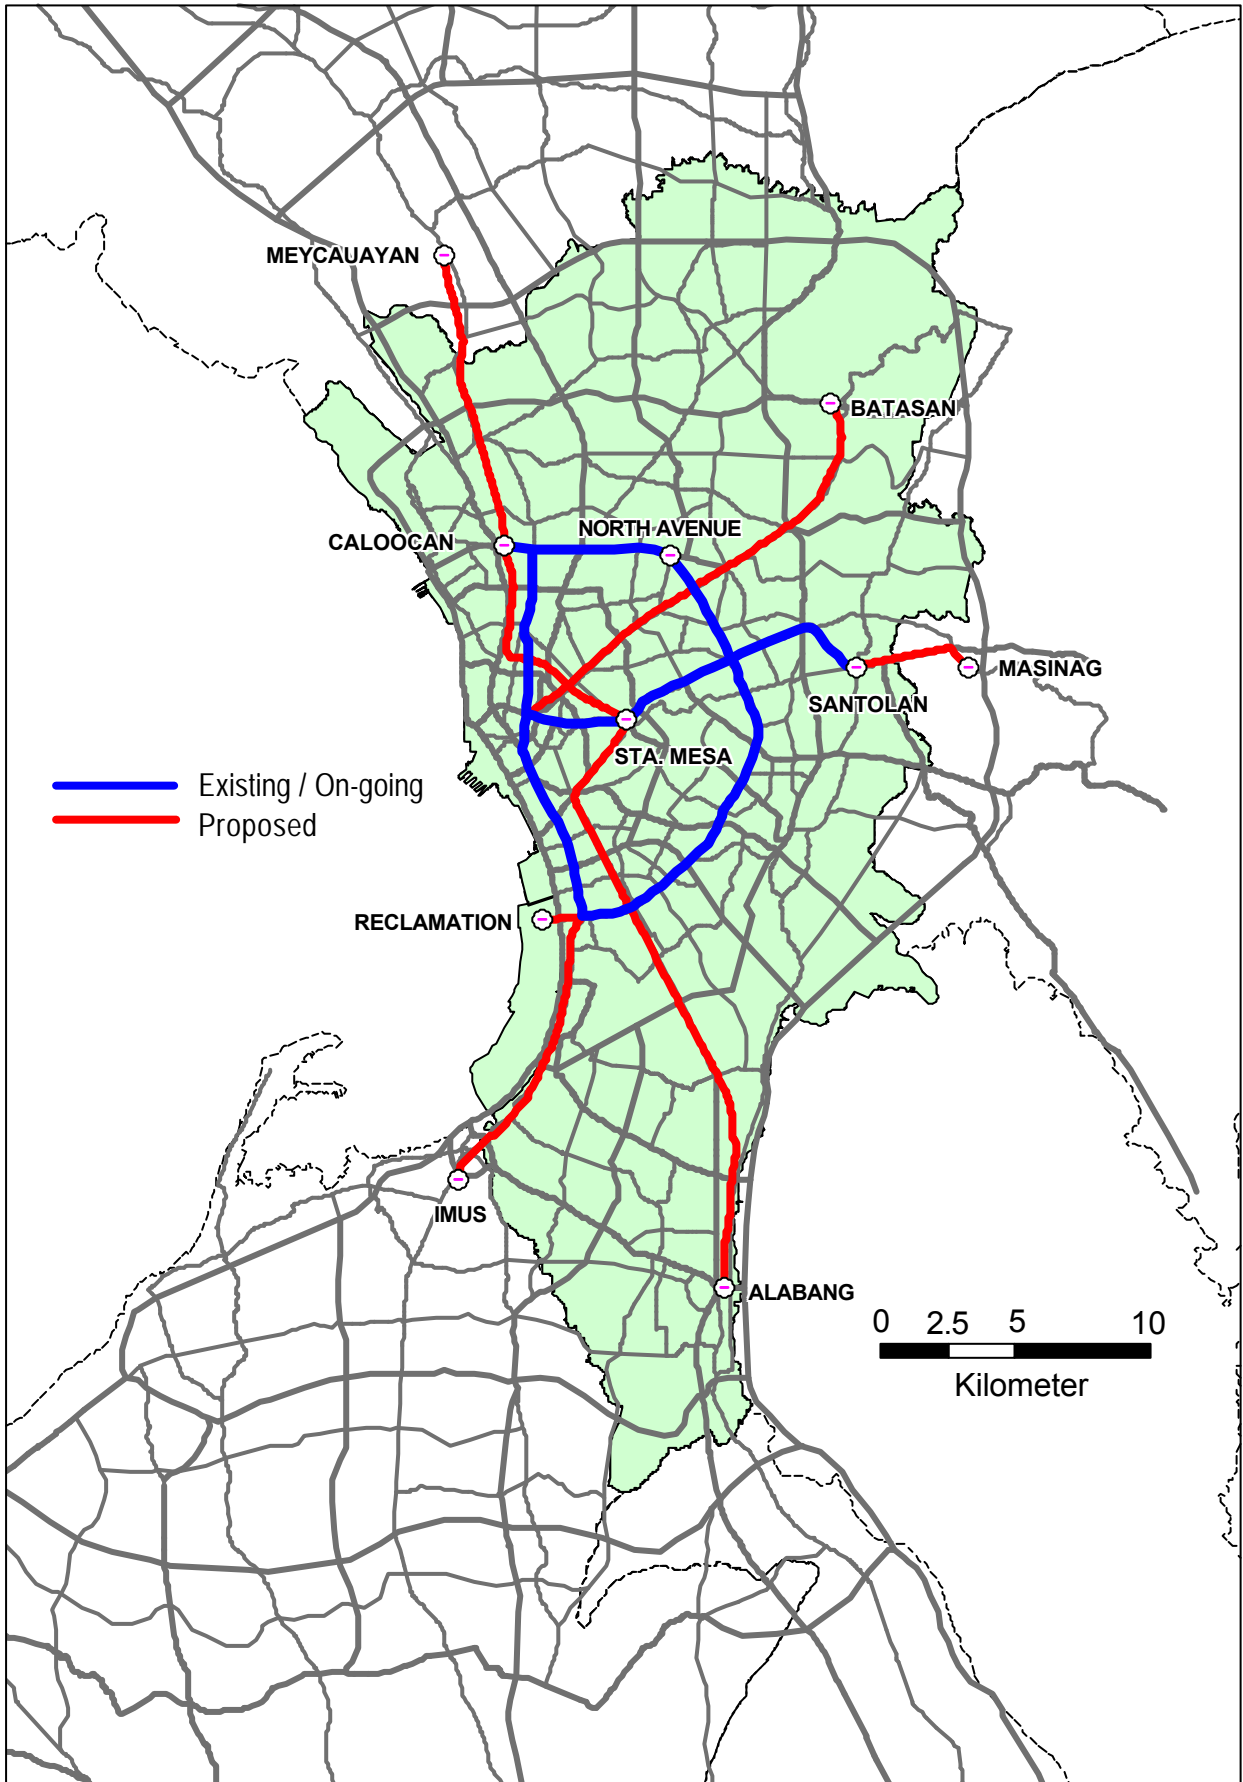 MEYCAUAYAN
BATASAN
NORTH AVENUE
CALOOCAN
MASINAG
SANTOLAN
STA. MESA
Existing / On-going
Proposed
RECLAMATION
IMUS
ALABANG
0 2.5 5 10
Kilometer